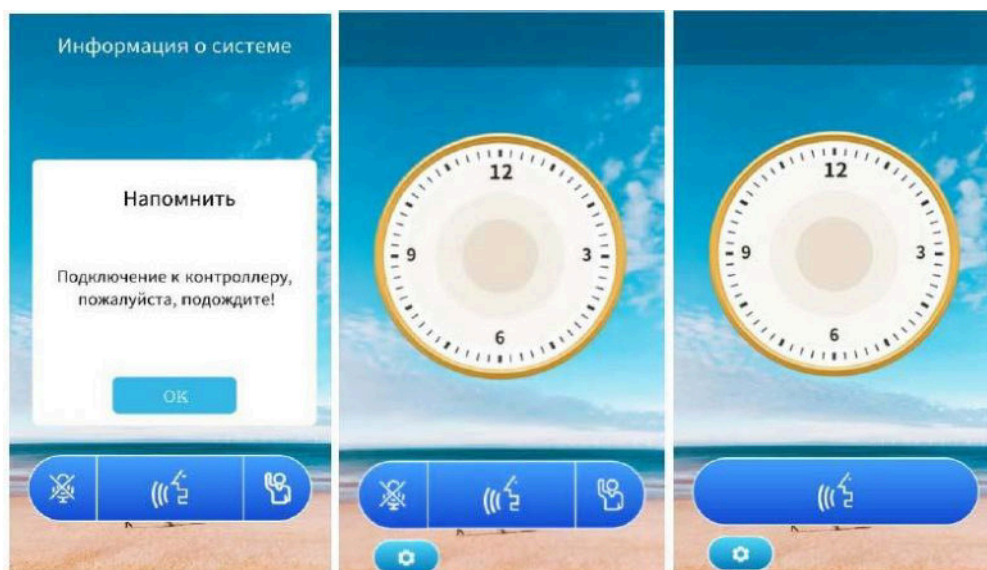 Информация о системе
Напомнить
Подключение к контроллеру,
пожалуйста, подождите!
OK
12
9
3
6
12
9
3
6